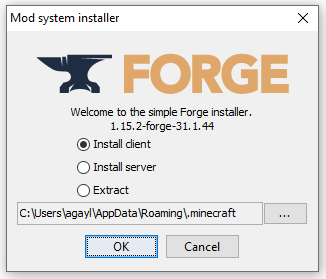 Mod system installer
FORGE
Welcome to the simple Forge installer.
1.15.2-forge-31.1.44
Install client
Install server
Extract
C:\Users\agayl\AppData\Roaming\.minecraft
...
OK
Cancel